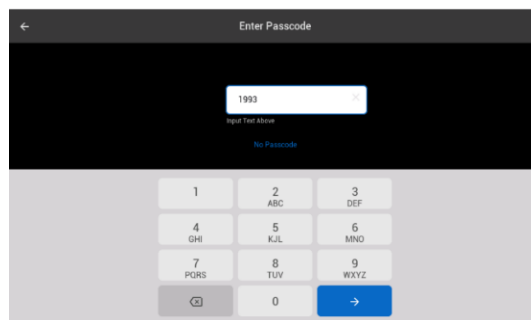 Enter Passcode
1993
Input Text Above
No Passcode
1 2 3
ABC DEF
4 5 6
GHI KJL MNO
7 8 9
PQRS TUV WXYZ
0